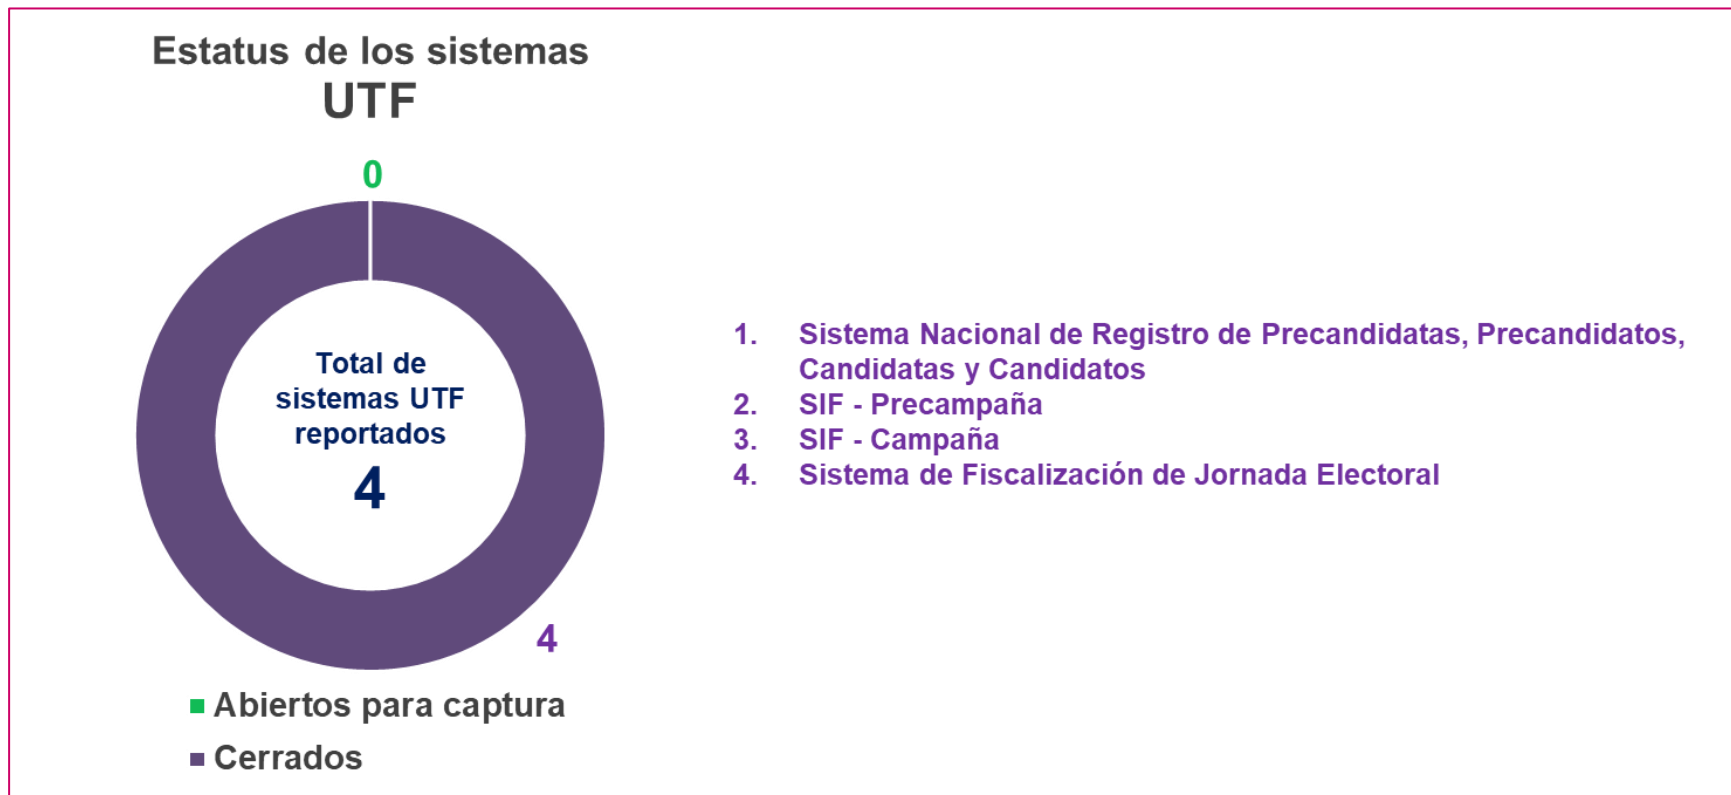 Estatus de los sistemas
UTF
0
Total de
sistemas UTF
reportados
4
4
Abiertos para captura
Cerrados
1. Sistema Nacional de Registro de Precandidatas, Precandidatos,
Candidatas y Candidatos
2. SIF - Precampaña
3. SIF - Campaña
4. Sistema de Fiscalización de Jornada Electoral